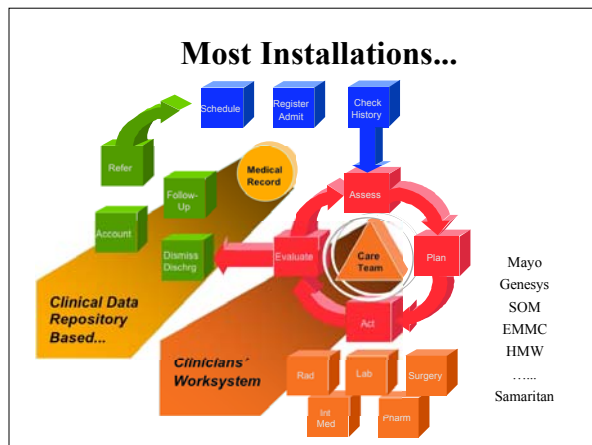 Most Installations...
Schedule
Register
Admit
Check
History
Refer
Medical
Record
Follow-
Up
Assess
Account
Dismiss
Dischrg
Evaluate
Care
Team
Plan
Act
Clinical Data
Repository
Based...
Clinicians´
Worksystem
Rad
Lab
Surgery
Int
Med
Pharm
Mayo
Genesys
SOM
EMMC
HMW
…...
Samaritan